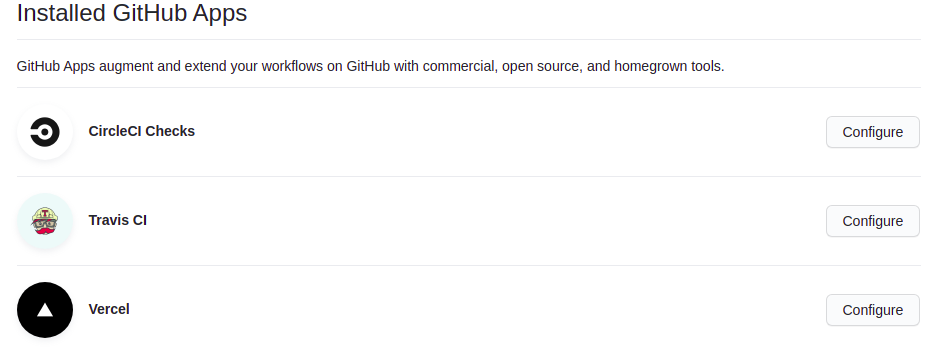 Installed GitHub Apps
GitHub Apps augment and extend your workflows on GitHub with commercial, open source, and homegrown tools.
CircleCI Checks
Configure
Travis CI
Configure
Vercel
Configure